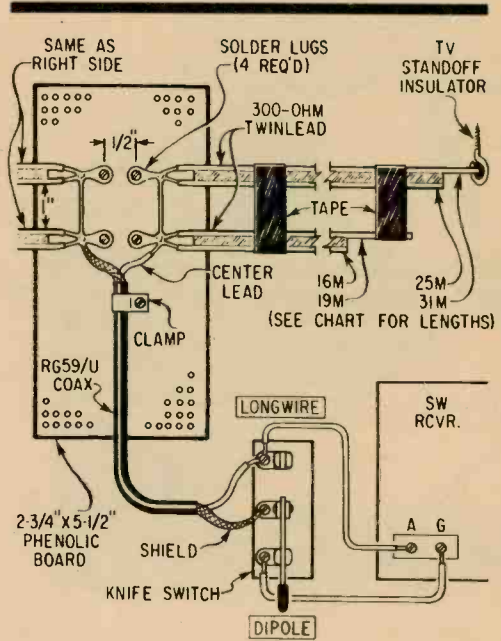 SAME AS
RIGHT SIDE
SOLDER LUGS
(4 REQ'D)
TV
STANDOFF
INSULATOR
1/2"
300-OHM
TWINLEAD
1"
TAPE
CENTER
LEAD
16M
19M
25M
31M
(SEE CHART FOR LENGTHS)
CLAMP
RG59/U
COAX
LONGWIRE
SW
RCVR.
A G
2-3/4" X 5-1/2"
PHENOLIC
BOARD
SHIELD
KNIFE SWITCH
DIPOLE